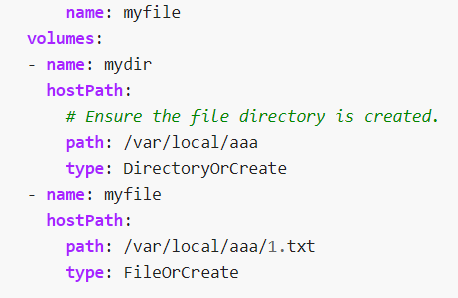 name: myfile
volumes:
- name: mydir
  hostPath:
    # Ensure the file directory is created.
    path: /var/local/aaa
    type: DirectoryOrCreate
- name: myfile
  hostPath:
    path: /var/local/aaa/1.txt
    type: FileOrCreate